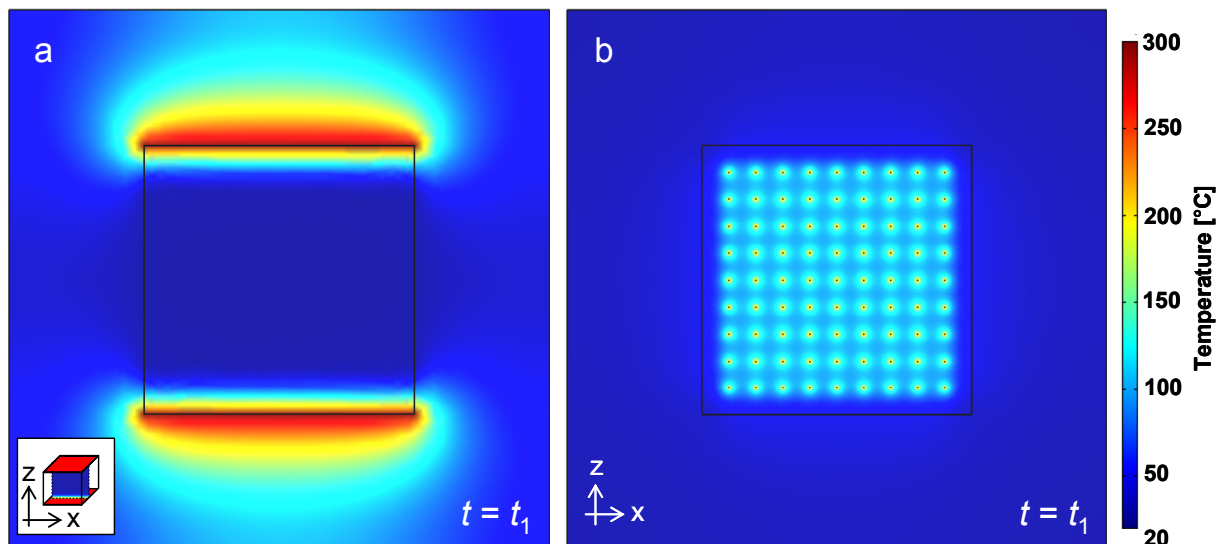 a
z
x
t = t₁
b
z
x
t = t₁
300
250
200
150
100
50
20
Temperature [°C]